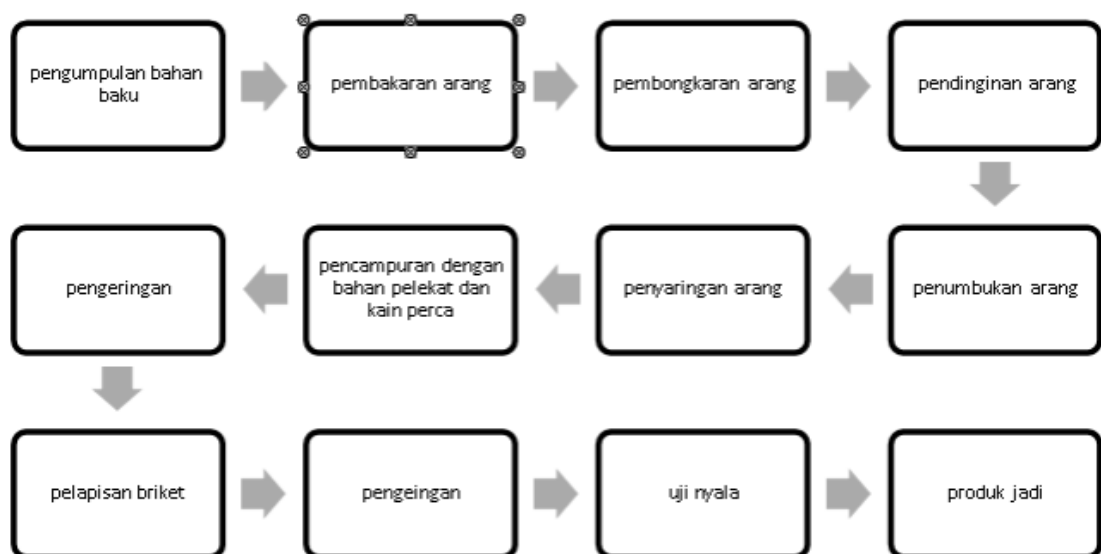 pengumpulan bahan
baku
pembakaran arang
pembongkaran arang
pendinginan arang
penumbukan arang
penyaringan arang
pencampuran dengan
bahan pelekat dan
kain perca
pengeringan
pelapisan briket
pengeingan
uji nyala
produk jadi